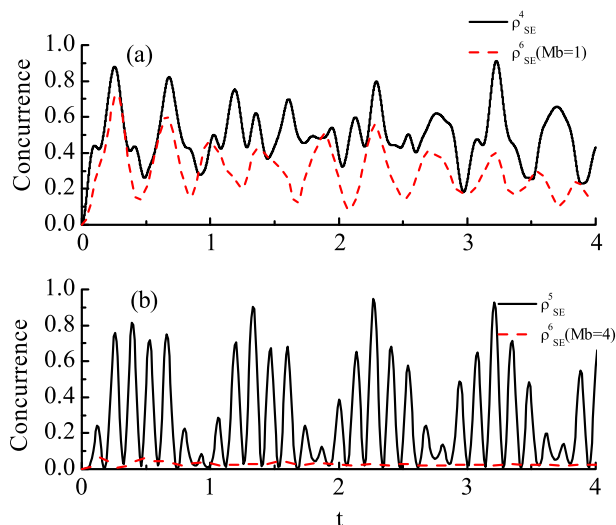 (a)
ρ⁴SE
ρ⁶SE(Mb=1)
Concurrence
1.0
0.8
0.6
0.4
0.2
0.0
0 1 2 3 4
(b)
ρ⁵SE
ρ⁶SE(Mb=4)
Concurrence
1.0
0.8
0.6
0.4
0.2
0.0
0 1 2 3 4
t